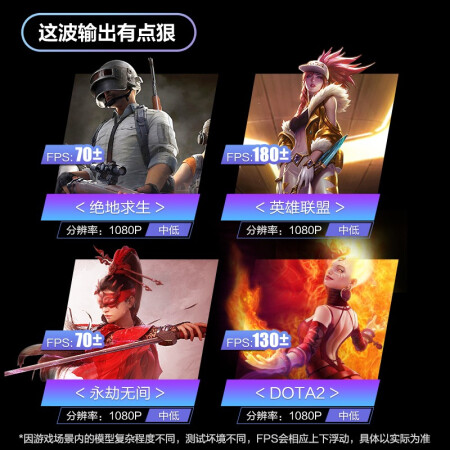 这波输出有点狠
FPS:70±
FPS:180±
<绝地求生>
<英雄联盟>
分辨率：1080P 中低
分辨率：1080P 中低
FPS:70±
FPS:130±
<永劫无间>
<DOTA2>
分辨率：1080P 中低
分辨率：1080P 中低
*因游戏场景内的模型复杂程度不同，测试环境不同，FPS会相应上下浮动，具体以实际为准